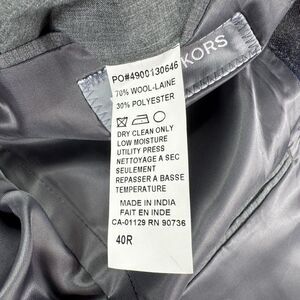 KORS
PO#4900130646
70% WOOL-LAINE
30% POLYESTER
DRY CLEAN ONLY
LOW MOISTURE
UTILITY PRESS
NETTOYAGE A SEC
SEULEMENT
REPASSER A BASSE
TEMPERATURE
MADE IN INDIA
FAIT EN INDE
CA-01129 RN 90736
40R